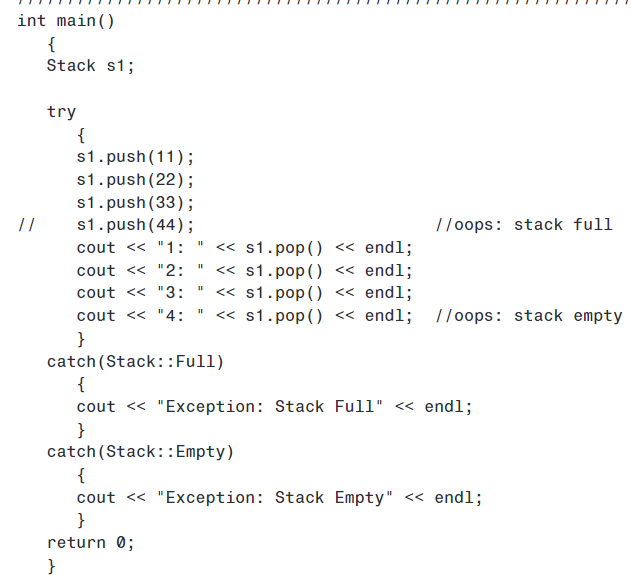 ////////////////////////////////////////////////////////////////
int main()
   {
   Stack s1;

   try
      {
      s1.push(11);
      s1.push(22);
      s1.push(33);
//    s1.push(44);                        //oops: stack full
      cout << "1: " << s1.pop() << endl;
      cout << "2: " << s1.pop() << endl;
      cout << "3: " << s1.pop() << endl;
      cout << "4: " << s1.pop() << endl;  //oops: stack empty
      }
   catch(Stack::Full)
      {
      cout << "Exception: Stack Full" << endl;
      }
   catch(Stack::Empty)
      {
      cout << "Exception: Stack Empty" << endl;
      }
   return 0;
   }